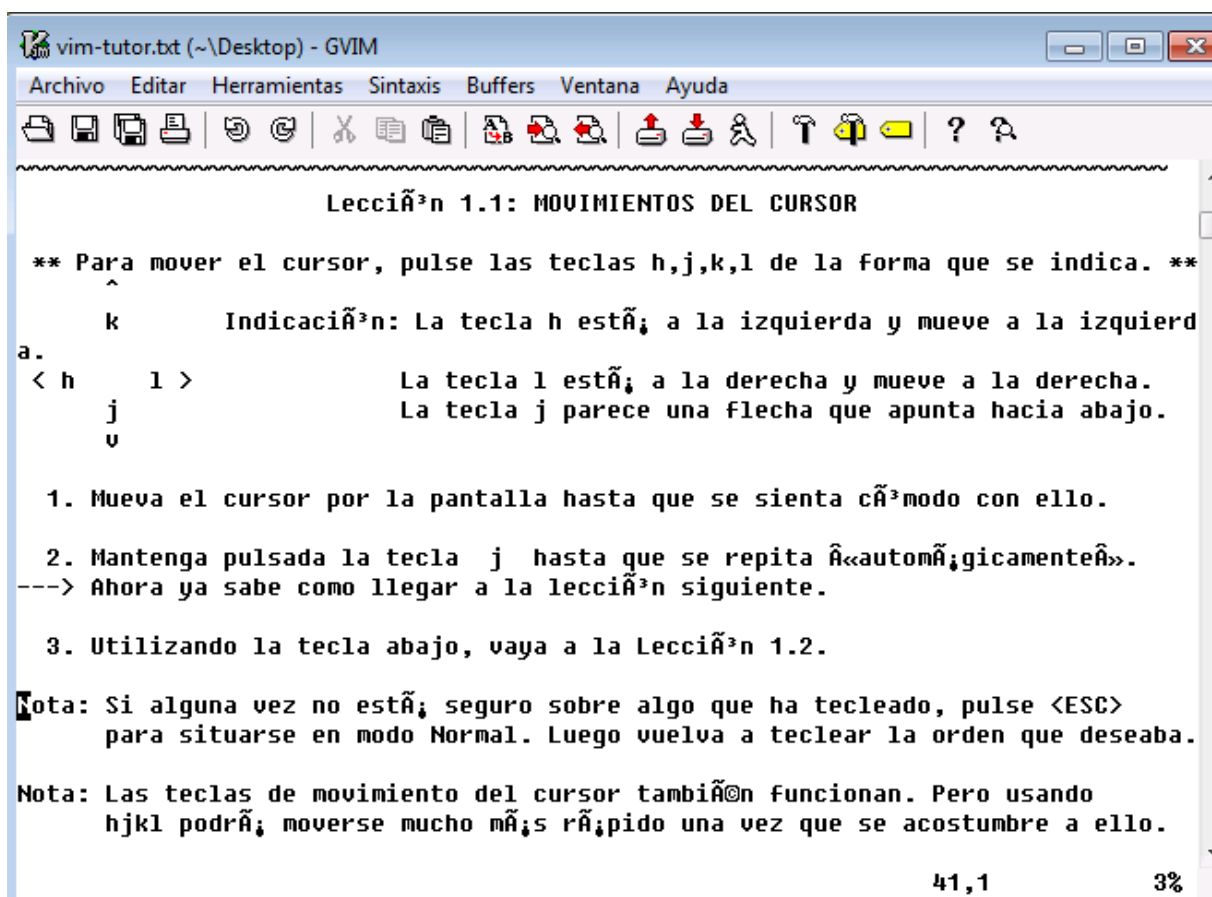 vim-tutor.txt (~\Desktop) - GVIM
Archivo Editar Herramientas Sintaxis Buffers Ventana Ayuda
LecciÃ³n 1.1: MOVIMIENTOS DEL CURSOR
** Para mover el cursor, pulse las teclas h,j,k,l de la forma que se indica. **
^
k IndicaciÃ³n: La tecla h estÃ¡ a la izquierda y mueve a la izquierd
a.
< h l > La tecla l estÃ¡ a la derecha y mueve a la derecha.
j La tecla j parece una flecha que apunta hacia abajo.
v
1. Mueva el cursor por la pantalla hasta que se sienta cÃ³modo con ello.
2. Mantenga pulsada la tecla j hasta que se repita Â«automÃ¡gicamenteÂ».
---> Ahora ya sabe como llegar a la lecciÃ³n siguiente.
3. Utilizando la tecla abajo, vaya a la LecciÃ³n 1.2.
Nota: Si alguna vez no estÃ¡ seguro sobre algo que ha tecleado, pulse <ESC>
para situarse en modo Normal. Luego vuelva a teclear la orden que deseaba.
Nota: Las teclas de movimiento del cursor tambiÃ©n funcionan. Pero usando
hjkl podrÃ¡ moverse mucho mÃ¡s rÃ¡pido una vez que se acostumbre a ello.
41,1 3%